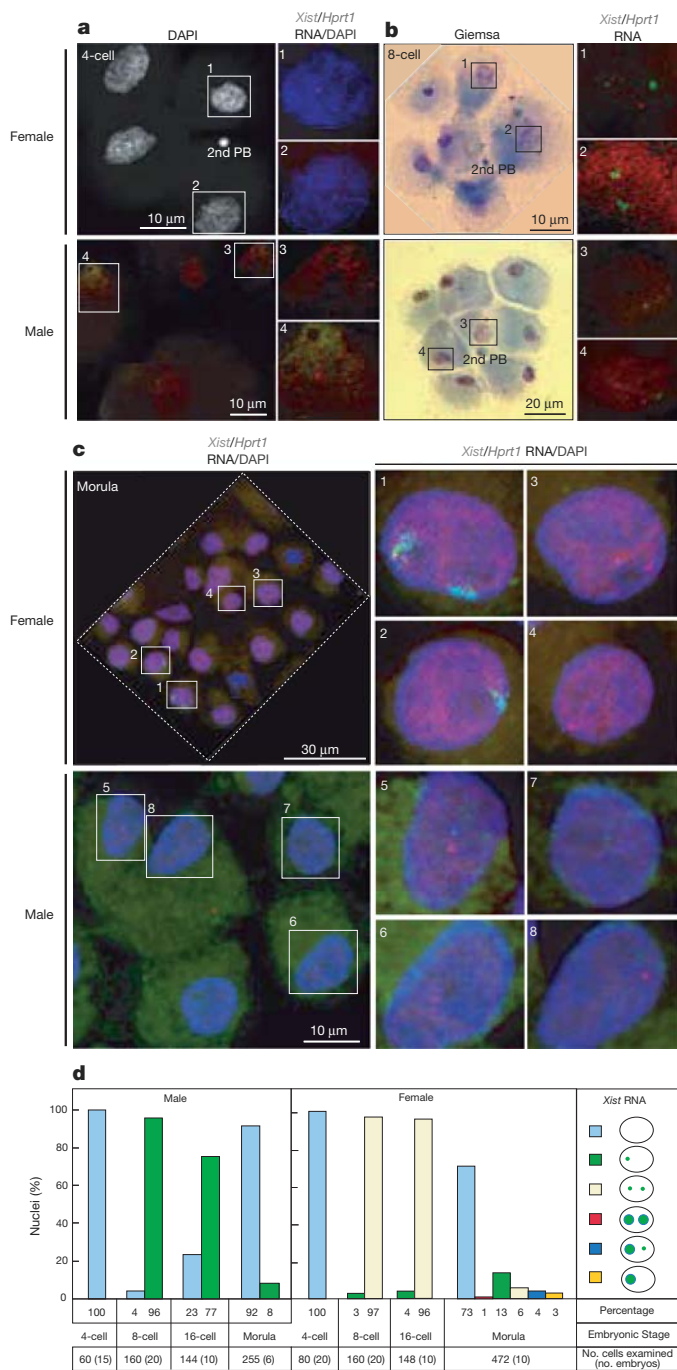 a
DAPI
Xist/Hprt1
RNA/DAPI
b
Giemsa
Xist/Hprt1
RNA
Female
4-cell
1
2nd PB
2
10 µm
1
2
8-cell
1
2
2nd PB
10 µm
1
2
Male
4
3
10 µm
3
4
3
4
2nd PB
20 µm
3
4
c
Xist/Hprt1
RNA/DAPI
Xist/Hprt1 RNA/DAPI
Female
Morula
4
3
2
1
30 µm
1
3
2
4
Male
5
8
7
6
10 µm
5
7
6
8
d
Male
Female
Xist RNA
Nuclei (%)
100
80
60
40
20
0
100 4 96 23 77 92 8 100 3 97 4 96 73 1 13 6 4 3 Percentage
4-cell 8-cell 16-cell Morula 4-cell 8-cell 16-cell Morula Embryonic Stage
60 (15) 160 (20) 144 (10) 255 (6) 80 (20) 160 (20) 148 (10) 472 (10) No. cells examined
(no. embryos)